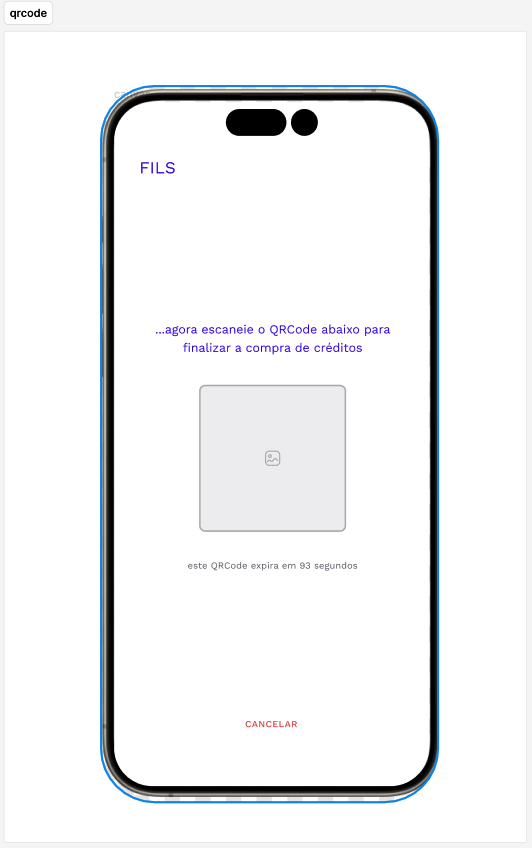 qrcode
FILS
...agora escaneie o QRCode abaixo para
finalizar a compra de créditos
este QRCode expira em 93 segundos
CANCELAR